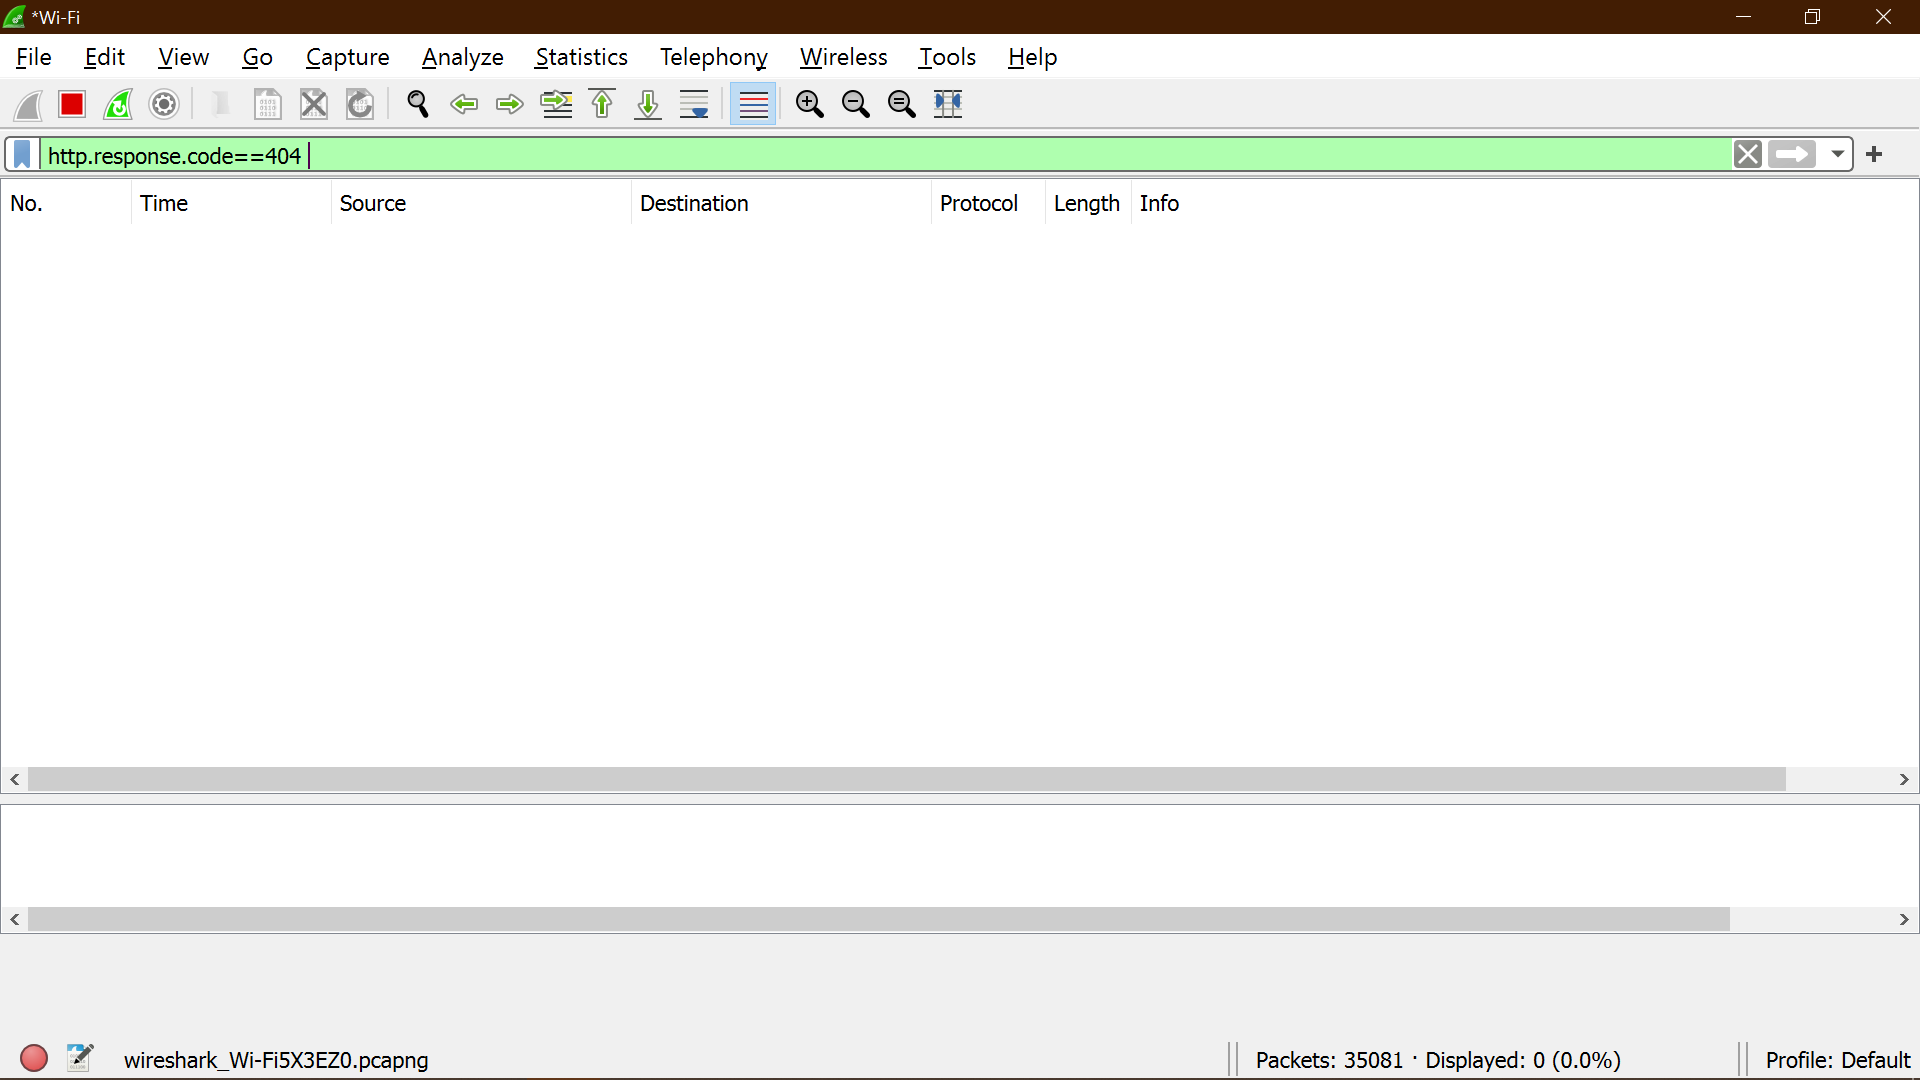 *Wi-Fi
File Edit View Go Capture Analyze Statistics Telephony Wireless Tools Help
http.response.code==404
No. Time Source Destination Protocol Length Info
wireshark_Wi-Fi5X3EZ0.pcapng Packets: 35081 · Displayed: 0 (0.0%) Profile: Default